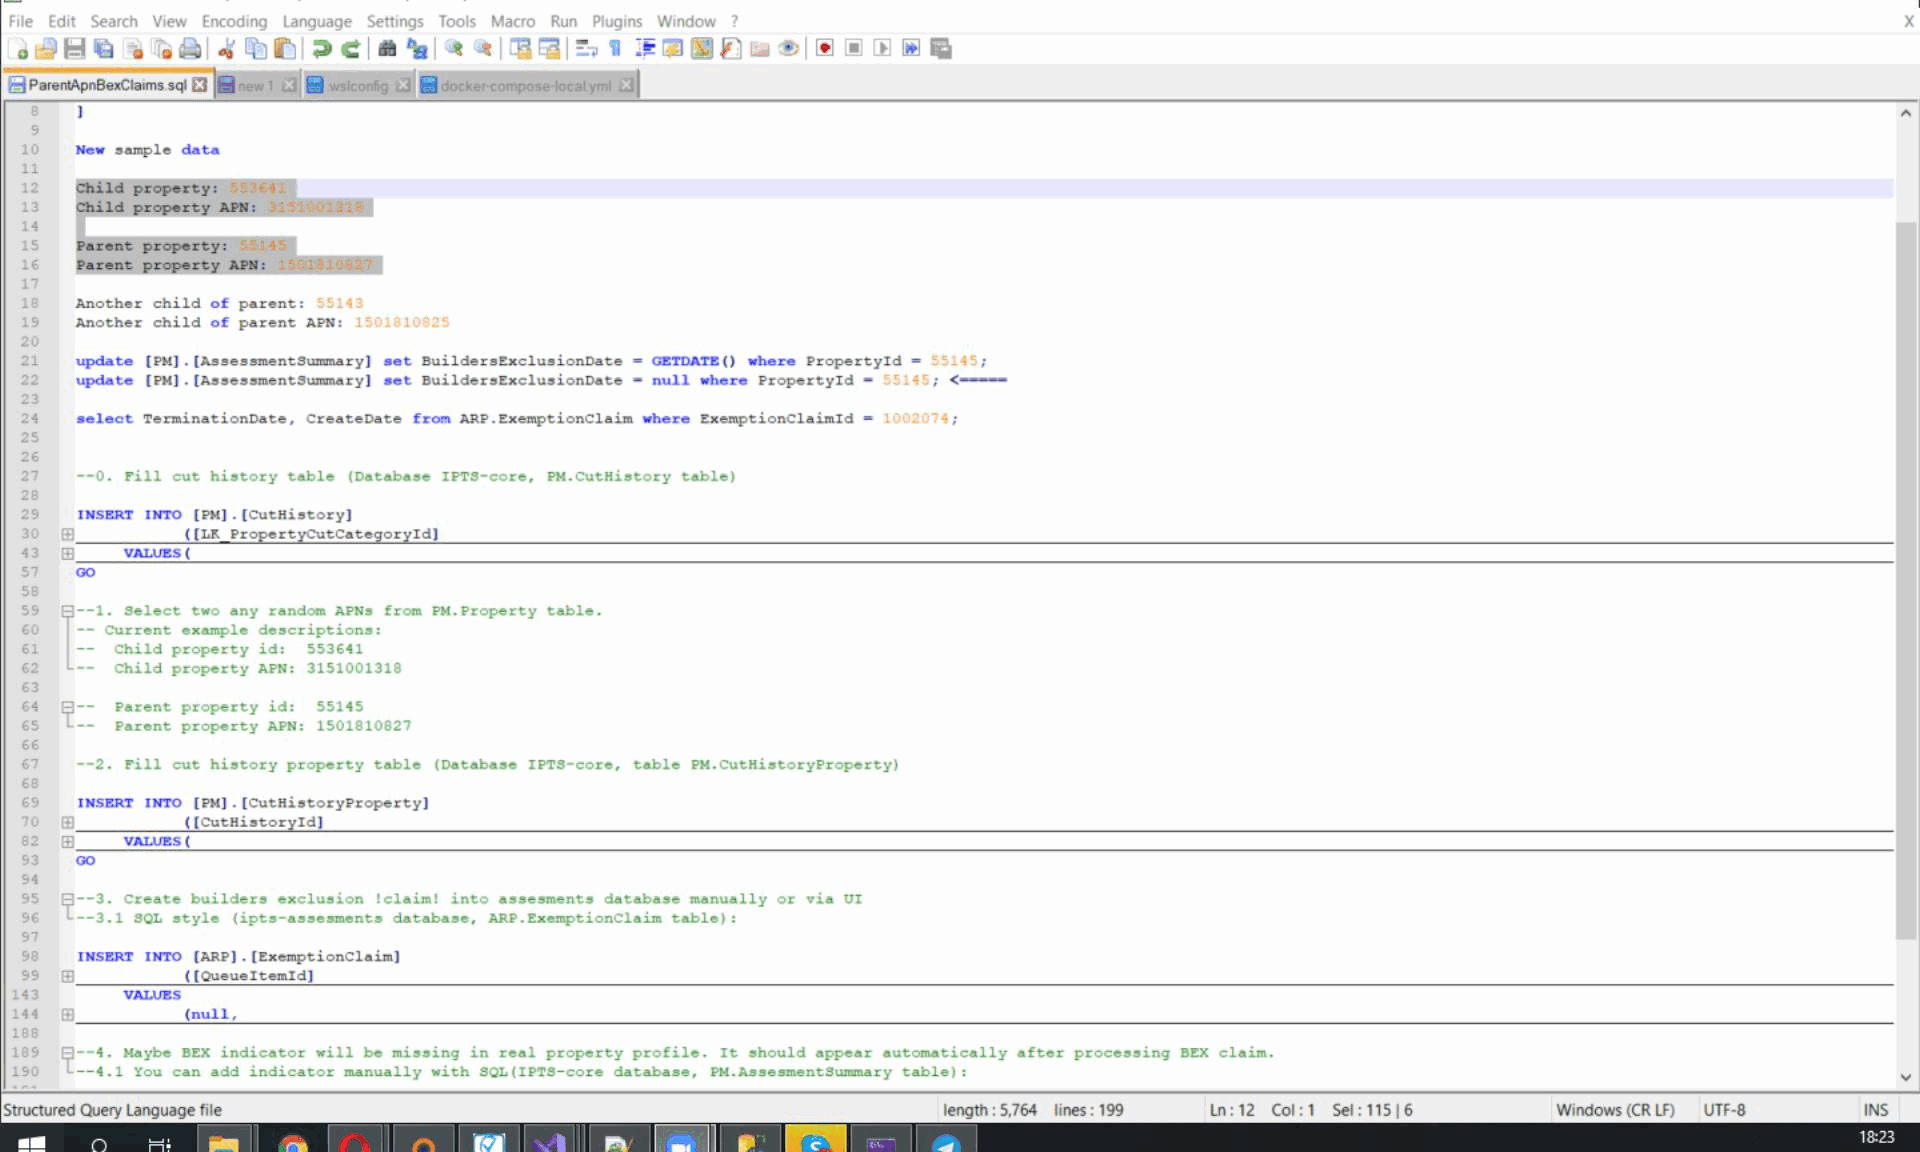 File Edit Search View Encoding Language Settings Tools Macro Run Plugins Window ? X
ParentApnBexClaims.sql new 1 wslconfig docker-compose-local.yml
8 ]
9
10 New sample data
11
12 Child property: 553641
13 Child property APN: 3151001318
14
15 Parent property: 55145
16 Parent property APN: 1501810827
17
18 Another child of parent: 55143
19 Another child of parent APN: 1501810825
20
21 update [PM].[AssessmentSummary] set BuildersExclusionDate = GETDATE() where PropertyId = 55145;
22 update [PM].[AssessmentSummary] set BuildersExclusionDate = null where PropertyId = 55145; <=====
23
24 select TerminationDate, CreateDate from ARP.ExemptionClaim where ExemptionClaimId = 1002074;
25
26
27 --0. Fill cut history table (Database IPTS-core, PM.CutHistory table)
28
29 INSERT INTO [PM].[CutHistory]
30 ([LK_PropertyCutCategoryId]
43 VALUES(
57 GO
58
59 --1. Select two any random APNs from PM.Property table.
60 -- Current example descriptions:
61 -- Child property id: 553641
62 -- Child property APN: 3151001318
63
64 -- Parent property id: 55145
65 -- Parent property APN: 1501810827
66
67 --2. Fill cut history property table (Database IPTS-core, table PM.CutHistoryProperty)
68
69 INSERT INTO [PM].[CutHistoryProperty]
70 ([CutHistoryId]
82 VALUES(
93 GO
94
95 --3. Create builders exclusion !claim! into assesments database manually or via UI
96 --3.1 SQL style (ipts-assesments database, ARP.ExemptionClaim table):
97
98 INSERT INTO [ARP].[ExemptionClaim]
99 ([QueueItemId]
143 VALUES
144 (null,
188
189 --4. Maybe BEX indicator will be missing in real property profile. It should appear automatically after processing BEX claim.
190 --4.1 You can add indicator manually with SQL(IPTS-core database, PM.AssesmentSummary table):
Structured Query Language file length : 5,764 lines : 199 Ln : 12 Col : 1 Sel : 115 | 6 Windows (CR LF) UTF-8 INS
18:23